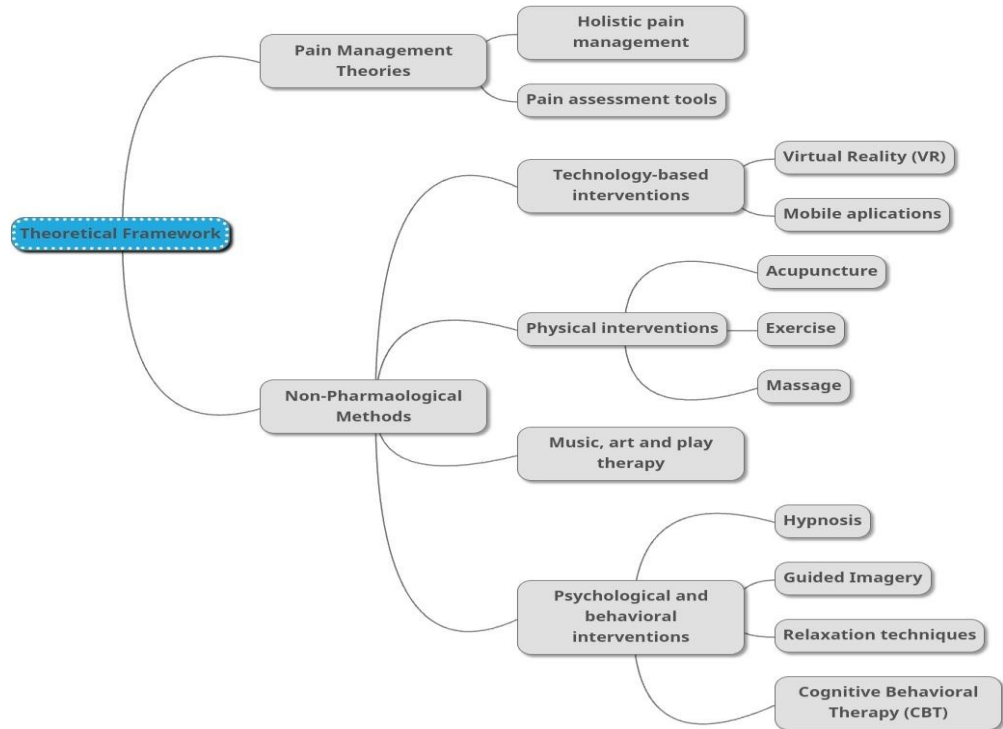 Theoretical Framework
Pain Management
Theories
Holistic pain
management
Pain assessment tools
Non-Pharmaological
Methods
Technology-based
interventions
Virtual Reality (VR)
Mobile aplications
Physical interventions
Acupuncture
Exercise
Massage
Music, art and play
therapy
Psychological and
behavioral
interventions
Hypnosis
Guided Imagery
Relaxation techniques
Cognitive Behavioral
Therapy (CBT)